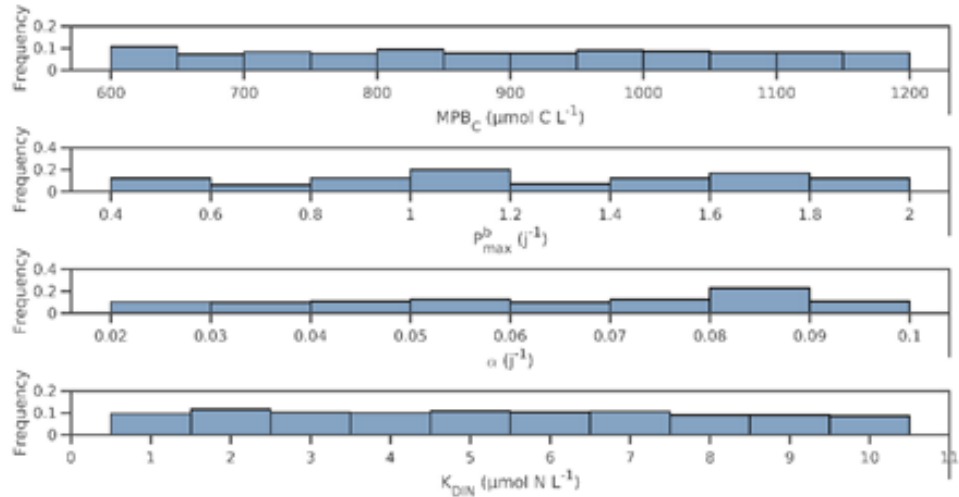 Frequency
0.2
0.1
0
600 700 800 900 1000 1100 1200
MPB_C (µmol C L⁻¹)
Frequency
0.4
0.2
0
0.4 0.6 0.8 1 1.2 1.4 1.6 1.8 2
P^b_max (j⁻¹)
Frequency
0.4
0.2
0
0.02 0.03 0.04 0.05 0.06 0.07 0.08 0.09 0.1
α (j⁻¹)
Frequency
0.2
0.1
0
0 1 2 3 4 5 6 7 8 9 10 11
K_DIN (µmol N L⁻¹)